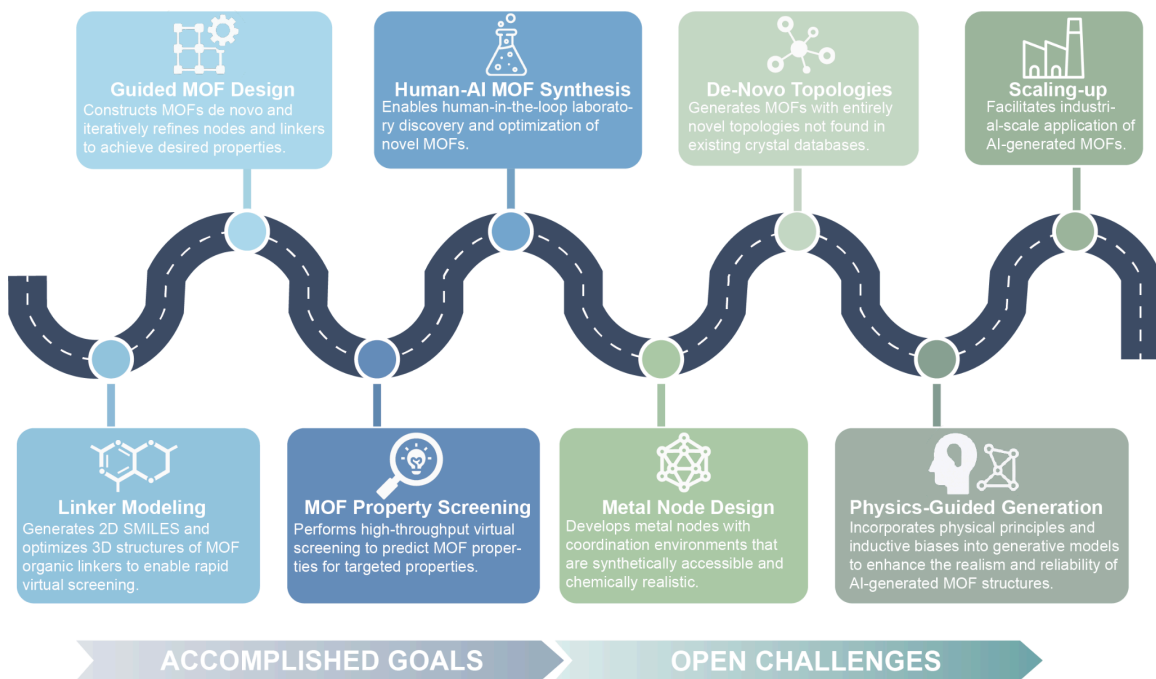 Guided MOF Design
Constructs MOFs de novo and
iteratively refines nodes and linkers
to achieve desired properties.
Human-AI MOF Synthesis
Enables human-in-the-loop laborato-
ry discovery and optimization of
novel MOFs.
De-Novo Topologies
Generates MOFs with entirely
novel topologies not found in
existing crystal databases.
Scaling-up
Facilitates industri-
al-scale application of
AI-generated MOFs.
Linker Modeling
Generates 2D SMILES and
optimizes 3D structures of MOF
organic linkers to enable rapid
virtual screening.
MOF Property Screening
Performs high-throughput virtual
screening to predict MOF proper-
ties for targeted properties.
Metal Node Design
Develops metal nodes with
coordination environments that
are synthetically accessible and
chemically realistic.
Physics-Guided Generation
Incorporates physical principles and
inductive biases into generative models
to enhance the realism and reliability of
AI-generated MOF structures.
ACCOMPLISHED GOALS
OPEN CHALLENGES